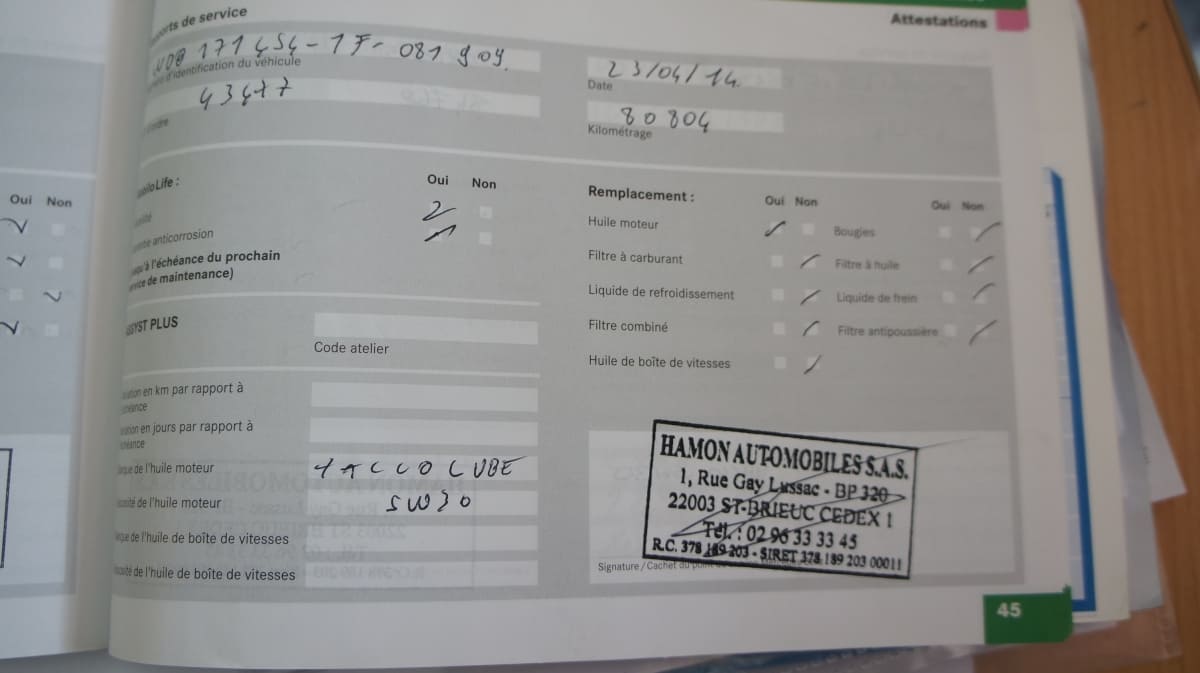 ports de service
Attestations
WDB 171454-1F-081909.
d'identification du véhicule
23/04/14
Date
43477
80804
Kilométrage
Life :
Oui Non
anticorrosion
à l'échéance du prochain
de maintenance)
PLUS
Code atelier
en km par rapport à
en jours par rapport à
de l'huile moteur
YACCO LUBE
de l'huile moteur
5W30
de l'huile de boîte de vitesses
de l'huile de boîte de vitesses
Remplacement :
Oui Non
Oui Non
Huile moteur
Bougies
Filtre à carburant
Filtre à huile
Liquide de refroidissement
Liquide de frein
Filtre combiné
Filtre antipoussière
Huile de boîte de vitesses
HAMON AUTOMOBILES S.A.S.
1, Rue Gay Lussac - BP 320
22003 ST-BRIEUC CEDEX 1
Tél. : 02 96 33 33 45
R.C. 378 189 203 - SIRET 378 189 203 00011
Signature / Cachet du
45
Oui Non